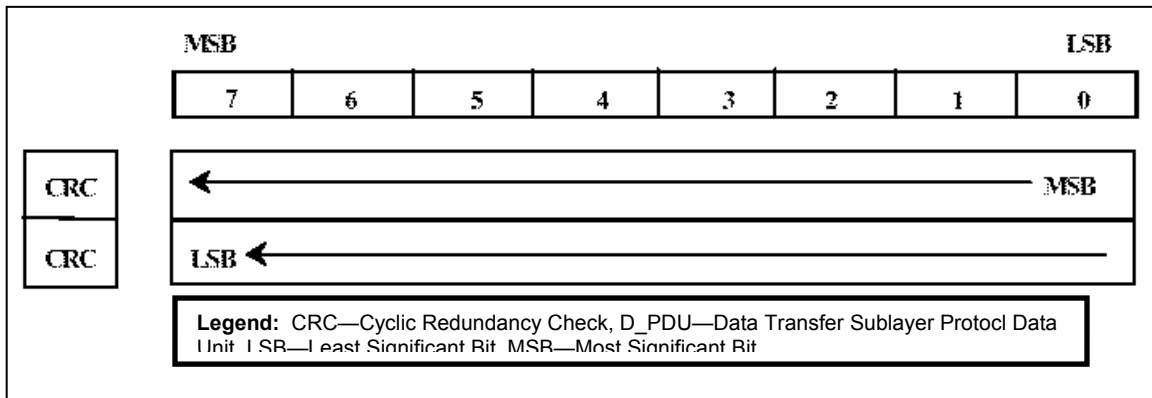 MSB LSB
7 6 5 4 3 2 1 0
CRC MSB
CRC LSB
Legend: CRC—Cyclic Redundancy Check, D_PDU—Data Transfer Sublayer Protocl Data
Unit, LSB—Least Significant Bit, MSB—Most Significant Bit